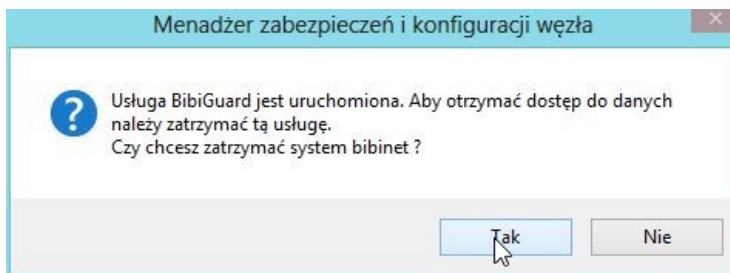 Menadżer zabezpieczeń i konfiguracji węzła
Usługa BibiGuard jest uruchomiona. Aby otrzymać dostęp do danych
należy zatrzymać tą usługę.
Czy chcesz zatrzymać system bibinet ?
Tak
Nie